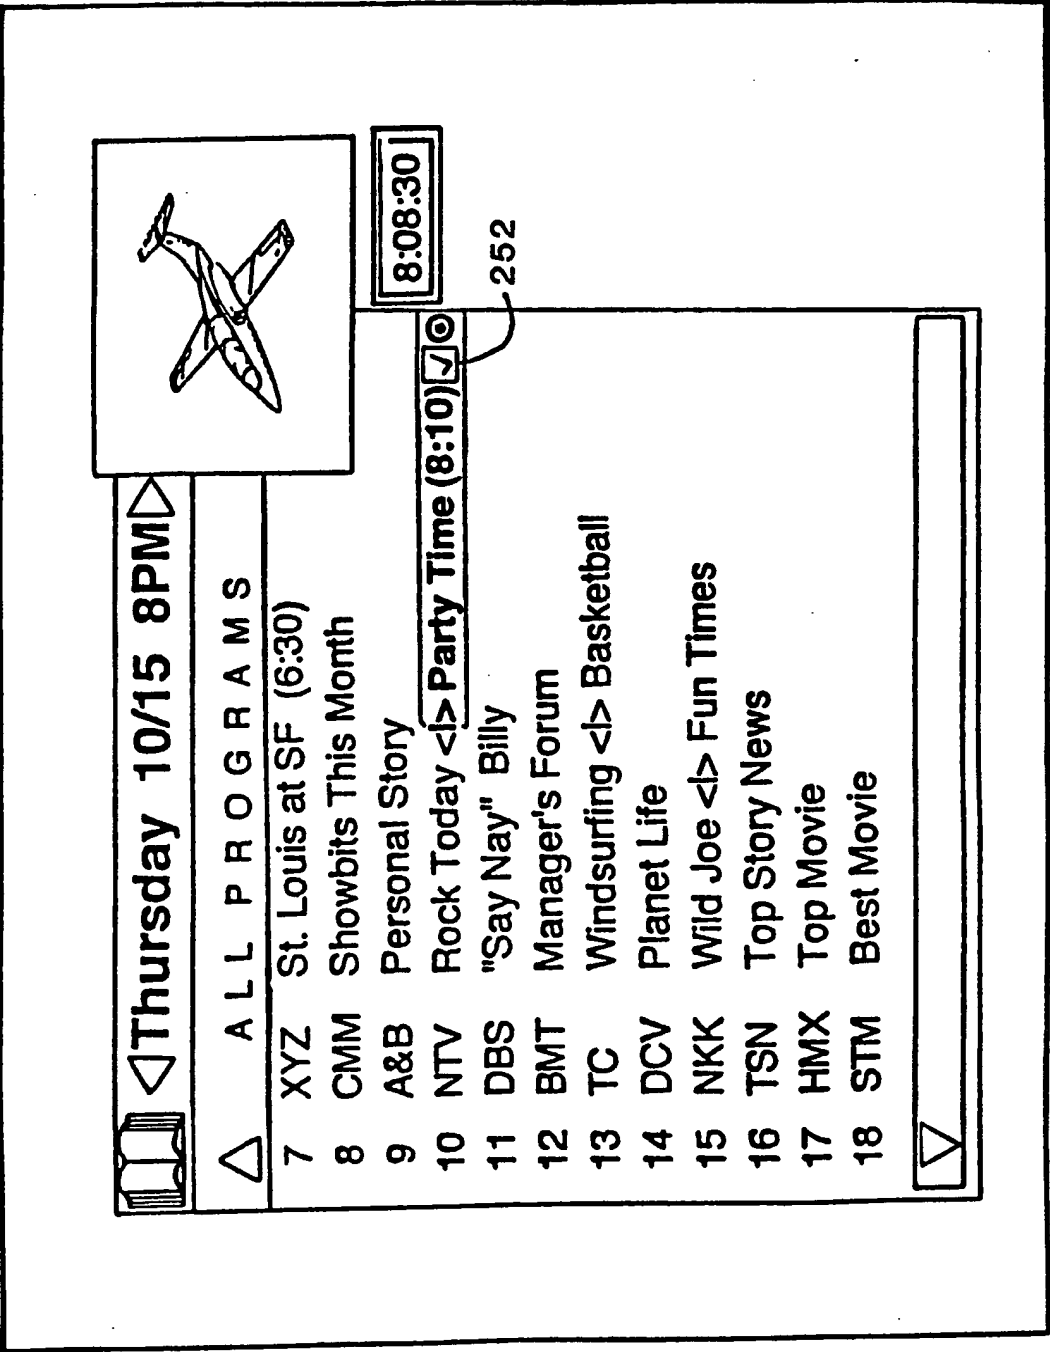 Thursday 10/15 8PM
ALL PROGRAMS
8:08:30
7 XYZ St. Louis at SF (6:30)
8 CMM Showbits This Month
9 A&B Personal Story
10 NTV Rock Today <|> Party Time (8:10)
252
11 DBS "Say Nay" Billy
12 BMT Manager's Forum
13 TC Windsurfing <|> Basketball
14 DCV Planet Life
15 NKK Wild Joe <|> Fun Times
16 TSN Top Story News
17 HMX Top Movie
18 STM Best Movie